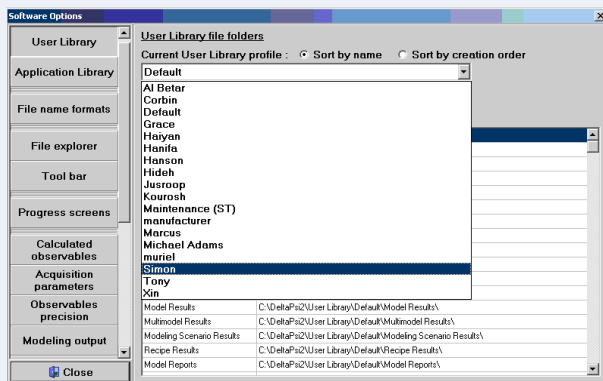 Software Options
User Library
Application Library
File name formats
File explorer
Tool bar
Progress screens
Calculated
observables
Acquisition
parameters
Observables
precision
Modeling output
Close
User Library file folders
Current User Library profile : Sort by name Sort by creation order
Default
Al Betar
Corbin
Default
Grace
Haiyan
Hanifa
Hanson
Hideh
Jusroop
Kourosh
Maintenance (ST)
manufacturer
Marcus
Michael Adams
muriel
Simon
Tony
Xin
Model Results C:\DeltaPsi2\User Library\Default\Model Results\
Multimodel Results C:\DeltaPsi2\User Library\Default\Multimodel Results\
Modeling Scenario Results C:\DeltaPsi2\User Library\Default\Modeling Scenario Results\
Recipe Results C:\DeltaPsi2\User Library\Default\Recipe Results\
Model Reports C:\DeltaPsi2\User Library\Default\Model Reports\